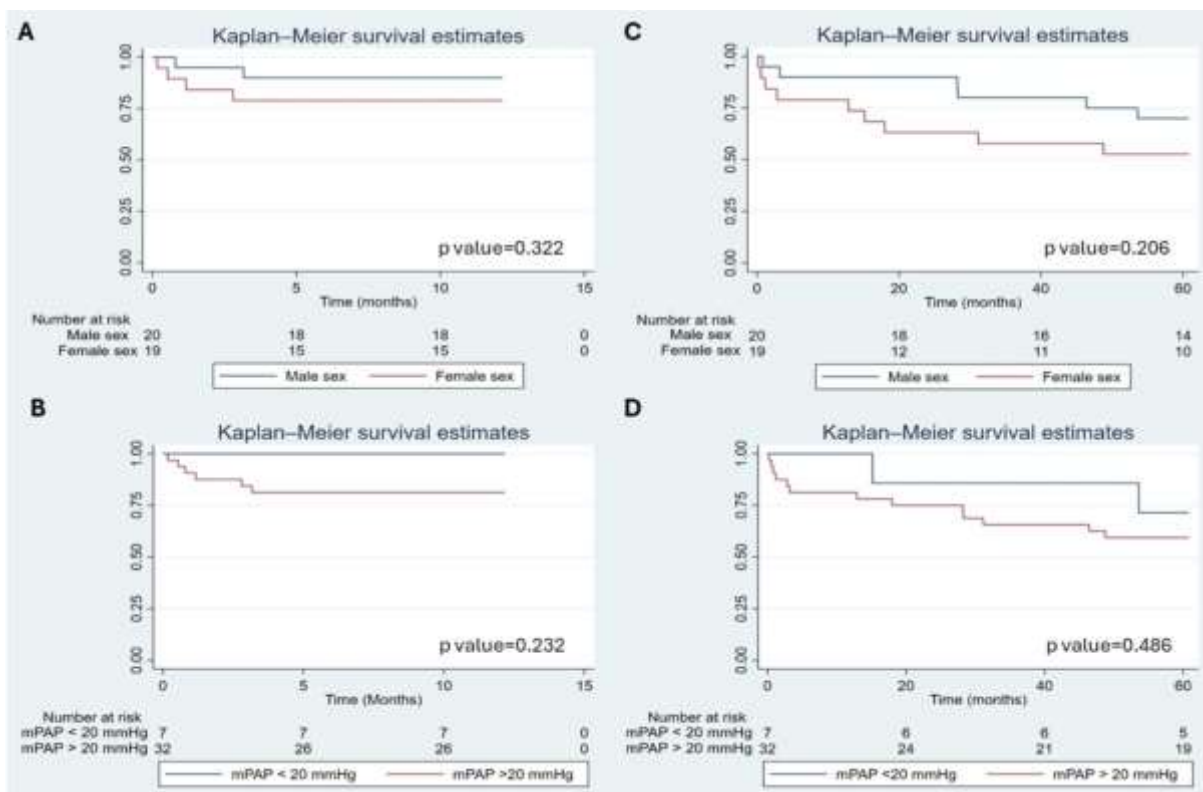 A
Kaplan–Meier survival estimates
1.00
0.75
0.50
0.25
0.00
p value=0.322
0 5 10 15
Time (months)
Number at risk
Male sex 20 18 18 0
Female sex 19 15 15 0
Male sex Female sex
C
Kaplan–Meier survival estimates
1.00
0.75
0.50
0.25
0.00
p value=0.206
0 20 40 60
Time (months)
Number at risk
Male sex 20 18 16 14
Female sex 19 12 11 10
Male sex Female sex
B
Kaplan–Meier survival estimates
1.00
0.75
0.50
0.25
0.00
p value=0.232
0 5 10 15
Time (Months)
Number at risk
mPAP < 20 mmHg 7 7 7 0
mPAP > 20 mmHg 32 26 26 0
mPAP < 20 mmHg mPAP >20 mmHg
D
Kaplan–Meier survival estimates
1.00
0.75
0.50
0.25
0.00
p value=0.486
0 20 40 60
Time (months)
Number at risk
mPAP < 20 mmHg 7 6 6 5
mPAP > 20 mmHg 32 24 21 19
mPAP <20 mmHg mPAP > 20 mmHg